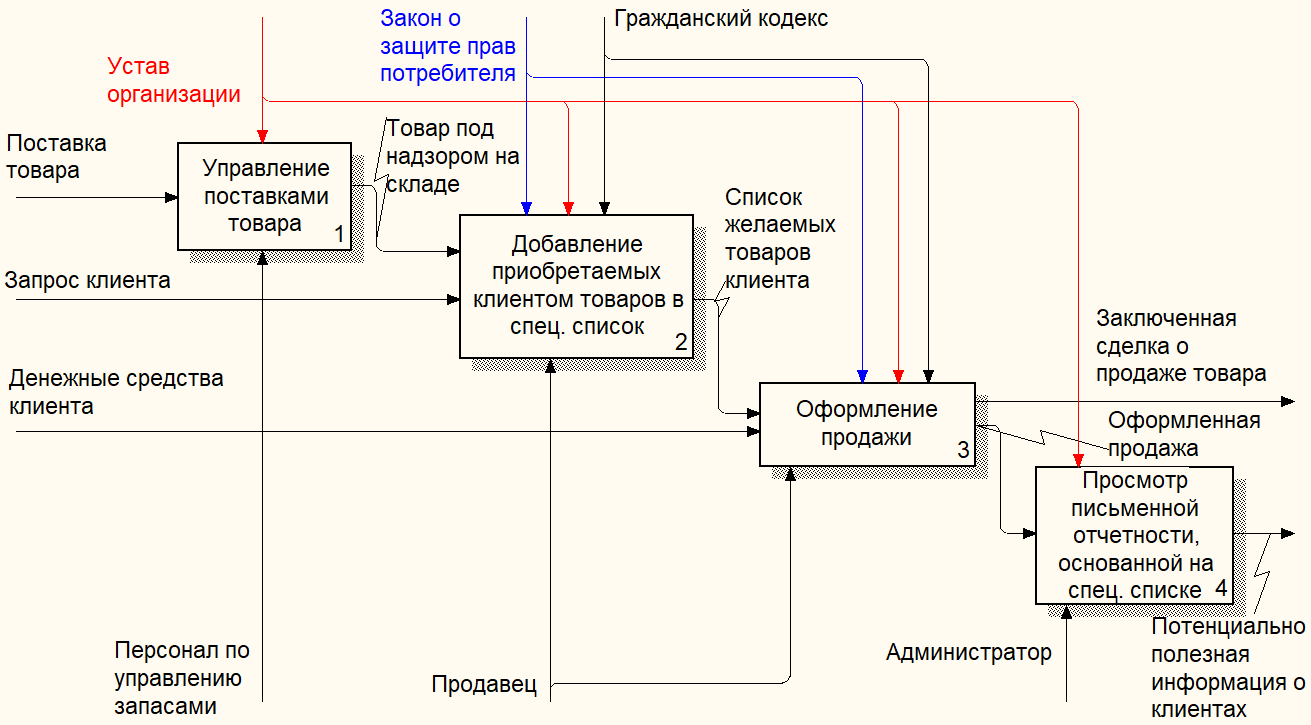 Закон о
защите прав
потребителя
Гражданский кодекс
Устав
организации
Поставка
товара
Товар под
надзором на
складе
Управление
поставками
товара
1
Список
желаемых
товаров
клиента
Запрос клиента
Добавление
приобретаемых
клиентом товаров в
спец. список
2
Денежные средства
клиента
Заключенная
сделка о
продаже товара
Оформление
продажи
3
Оформленная
продажа
Просмотр
письменной
отчетности,
основанной на
спец. списке
4
Персонал по
управлению
запасами
Продавец
Администратор
Потенциально
полезная
информация о
клиентах